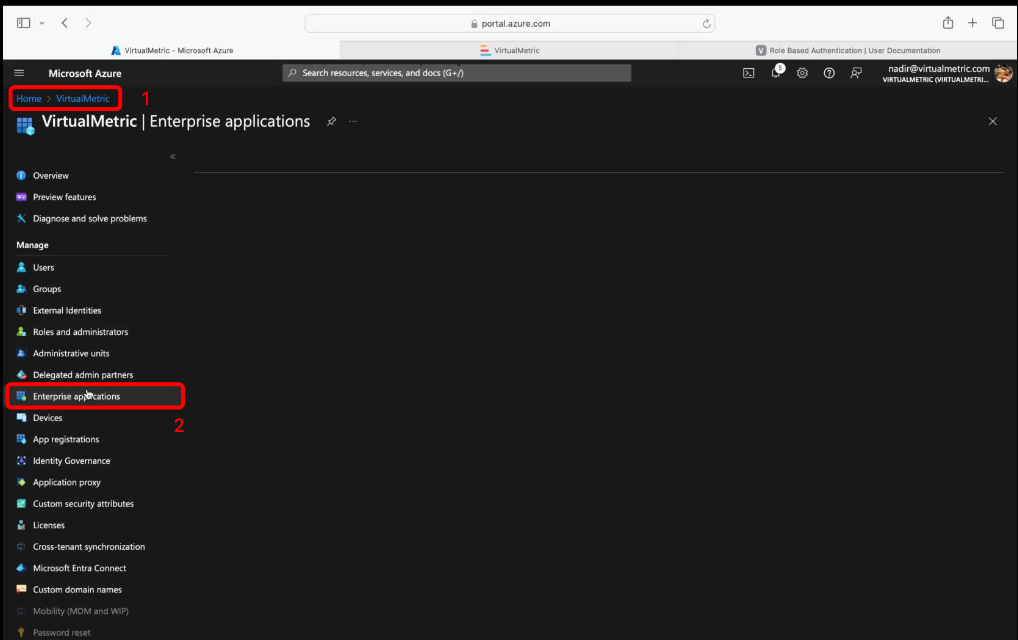 portal.azure.com
VirtualMetric - Microsoft Azure
VirtualMetric
V Role Based Authentication | User Documentation
Microsoft Azure
Search resources, services, and docs (G+/)
5
nadir@virtualmetric.com
VIRTUALMETRIC (VIRTUALMETRI...
Home > VirtualMetric
1
VirtualMetric | Enterprise applications
...
«
Overview
Preview features
Diagnose and solve problems
Manage
Users
Groups
External Identities
Roles and administrators
Administrative units
Delegated admin partners
Enterprise applications
2
Devices
App registrations
Identity Governance
Application proxy
Custom security attributes
Licenses
Cross-tenant synchronization
Microsoft Entra Connect
Custom domain names
Mobility (MDM and WIP)
Password reset